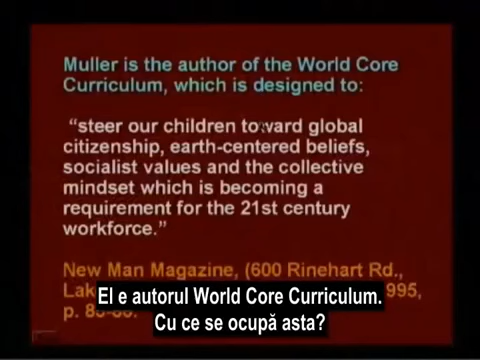 Muller is the author of the World Core
Curriculum, which is designed to:
“steer our children toward global
citizenship, earth-centered beliefs,
socialist values and the collective
mindset which is becoming a
requirement for the 21st century
workforce.”
New Man Magazine, (600 Rinehart Rd.,
995,
p.
El e autorul World Core Curriculum.
Cu ce se ocupă asta?